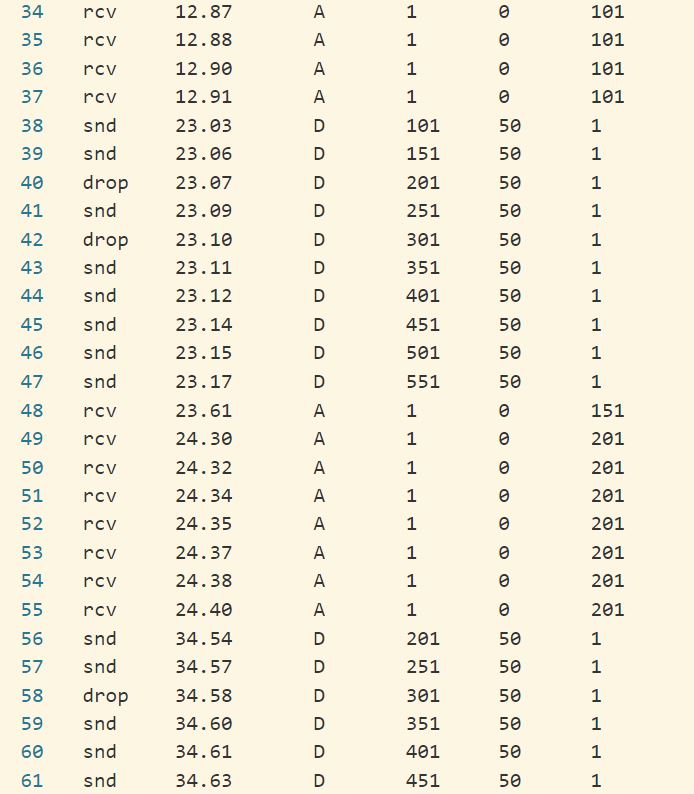 34 rcv 12.87 A 1 0 101
35 rcv 12.88 A 1 0 101
36 rcv 12.90 A 1 0 101
37 rcv 12.91 A 1 0 101
38 snd 23.03 D 101 50 1
39 snd 23.06 D 151 50 1
40 drop 23.07 D 201 50 1
41 snd 23.09 D 251 50 1
42 drop 23.10 D 301 50 1
43 snd 23.11 D 351 50 1
44 snd 23.12 D 401 50 1
45 snd 23.14 D 451 50 1
46 snd 23.15 D 501 50 1
47 snd 23.17 D 551 50 1
48 rcv 23.61 A 1 0 151
49 rcv 24.30 A 1 0 201
50 rcv 24.32 A 1 0 201
51 rcv 24.34 A 1 0 201
52 rcv 24.35 A 1 0 201
53 rcv 24.37 A 1 0 201
54 rcv 24.38 A 1 0 201
55 rcv 24.40 A 1 0 201
56 snd 34.54 D 201 50 1
57 snd 34.57 D 251 50 1
58 drop 34.58 D 301 50 1
59 snd 34.60 D 351 50 1
60 snd 34.61 D 401 50 1
61 snd 34.63 D 451 50 1